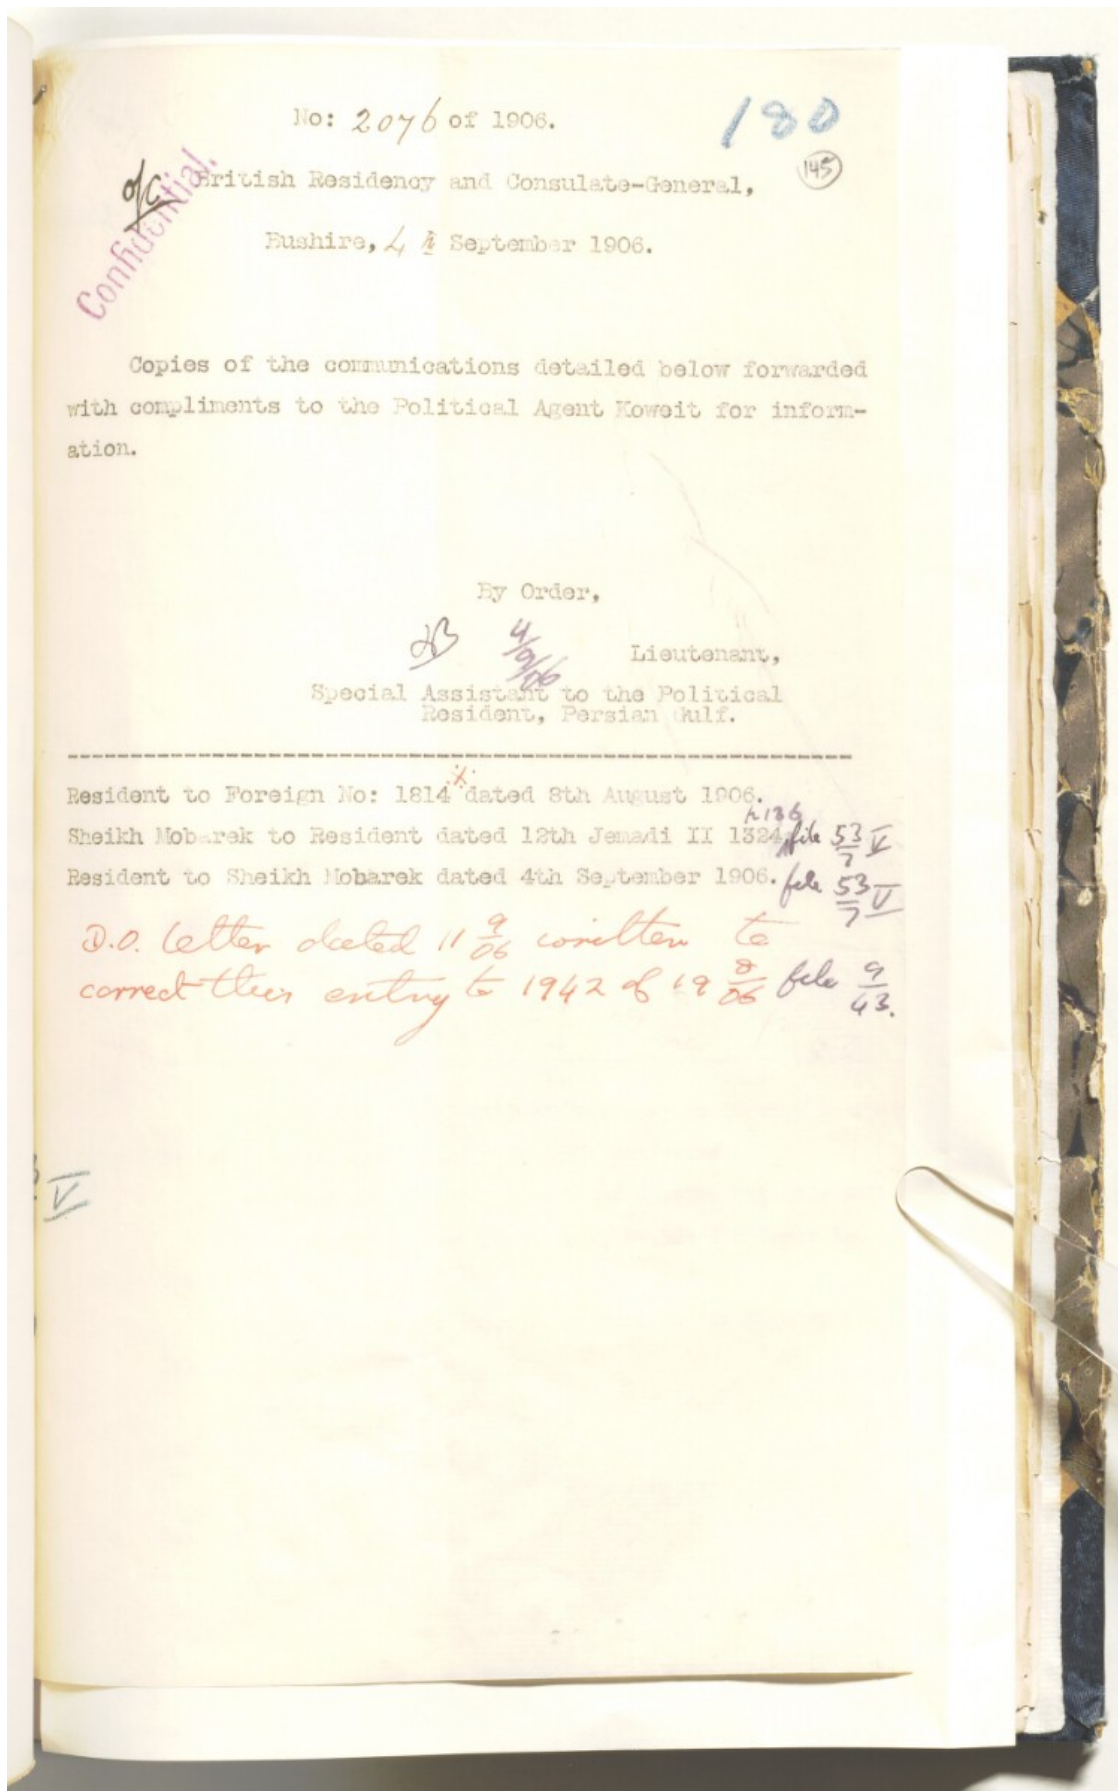 No: 2076 of 1906.
180
145
o/c
Confidential.
British Residency and Consulate-General,
Bushire, 4th September 1906.
Copies of the communications detailed below forwarded
with compliments to the Political Agent Koweit for inform-
ation.
By Order,
4/9/06
Lieutenant,
Special Assistant to the Political
Resident, Persian Gulf.
Resident to Foreign No: 1814 x dated 8th August 1906.
p 136
Sheikh Mobarek to Resident dated 12th Jemadi II 1324, file 53/7 V
Resident to Sheikh Mobarek dated 4th September 1906. file 53/7 V
D.O. letter dated 11 9/06 written to
correct this entry to 1942 of 19 8/06 file 9/43.
V